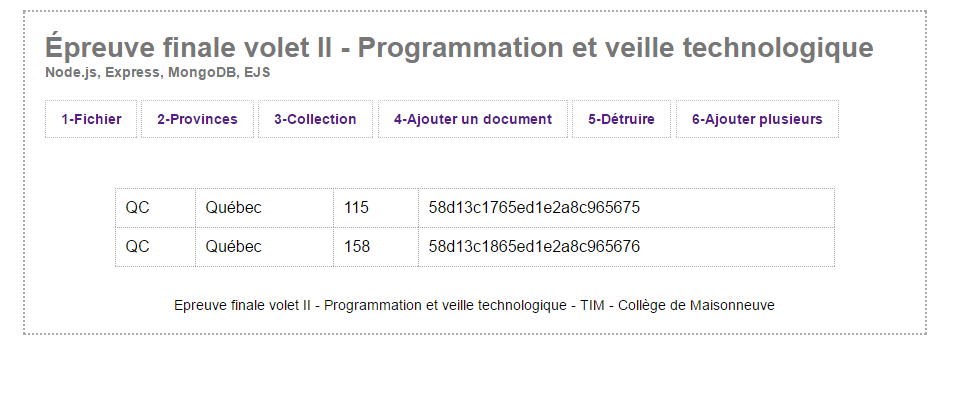 Épreuve finale volet II - Programmation et veille technologique
Node.js, Express, MongoDB, EJS
1-Fichier 2-Provinces 3-Collection 4-Ajouter un document 5-Détruire 6-Ajouter plusieurs
QC Québec 115 58d13c1765ed1e2a8c965675
QC Québec 158 58d13c1865ed1e2a8c965676
Epreuve finale volet II - Programmation et veille technologique - TIM - Collège de Maisonneuve